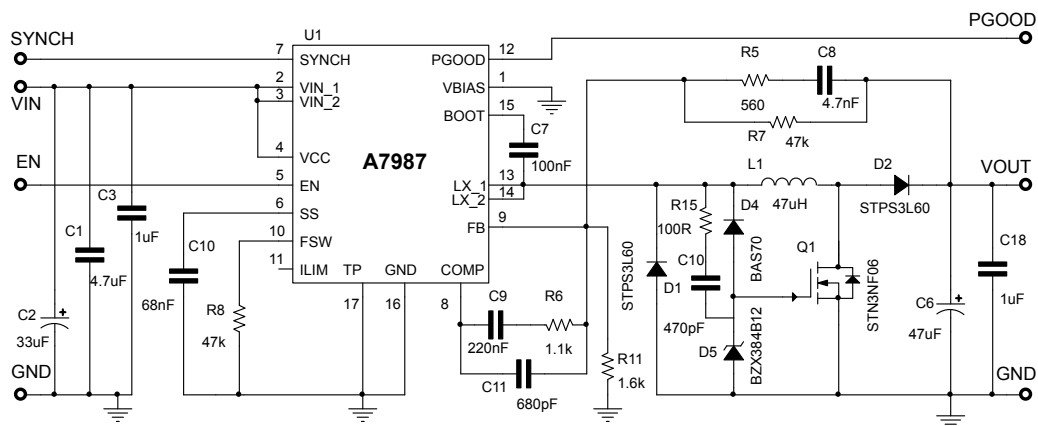 PGOOD
SYNCH
U1
7
SYNCH
PGOOD
12
R5
C8
2
VIN_1
3
VIN_2
VIN
VBIAS
1
560
4.7nF
BOOT
15
R7
47k
C7
100nF
4
VCC
A7987
L1
47uH
D2
STPS3L60
VOUT
EN
5
EN
LX_1
13
LX_2
14
6
SS
FB
9
R15
100R
D4
BAS70
C3
1uF
C1
4.7uF
C10
68nF
10
FSW
11
ILIM
TP
GND
COMP
17
16
8
STPS3L60
D1
C10
470pF
Q1
STN3NF06
C18
1uF
C2
33uF
R8
47k
C9
220nF
R6
1.1k
D5
BZX384B12
C6
47uF
R11
1.6k
C11
680pF
GND
GND